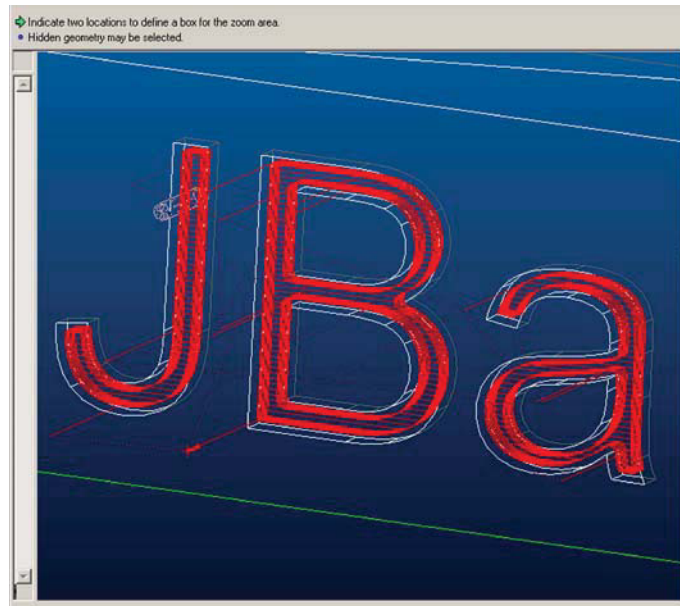 Indicate two locations to define a box for the zoom area.
Hidden geometry may be selected.
JBa